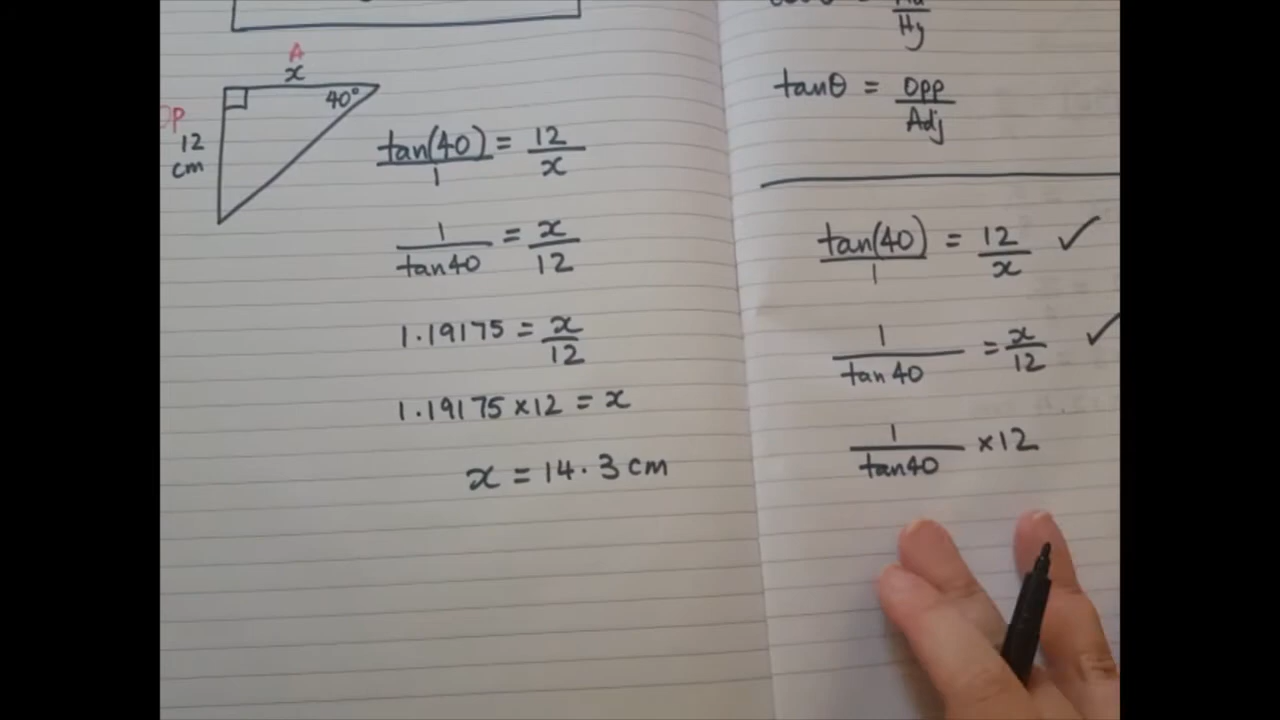 A
x
40°
12
cm
tan(40)/1 = 12/x
1/tan40 = x/12
1.19175 = x/12
1.19175 × 12 = x
x = 14.3 cm
Hy
tanθ = Opp/Adj
tan(40)/1 = 12/x ✓
1/tan 40 = x/12 ✓
1/tan40 × 12